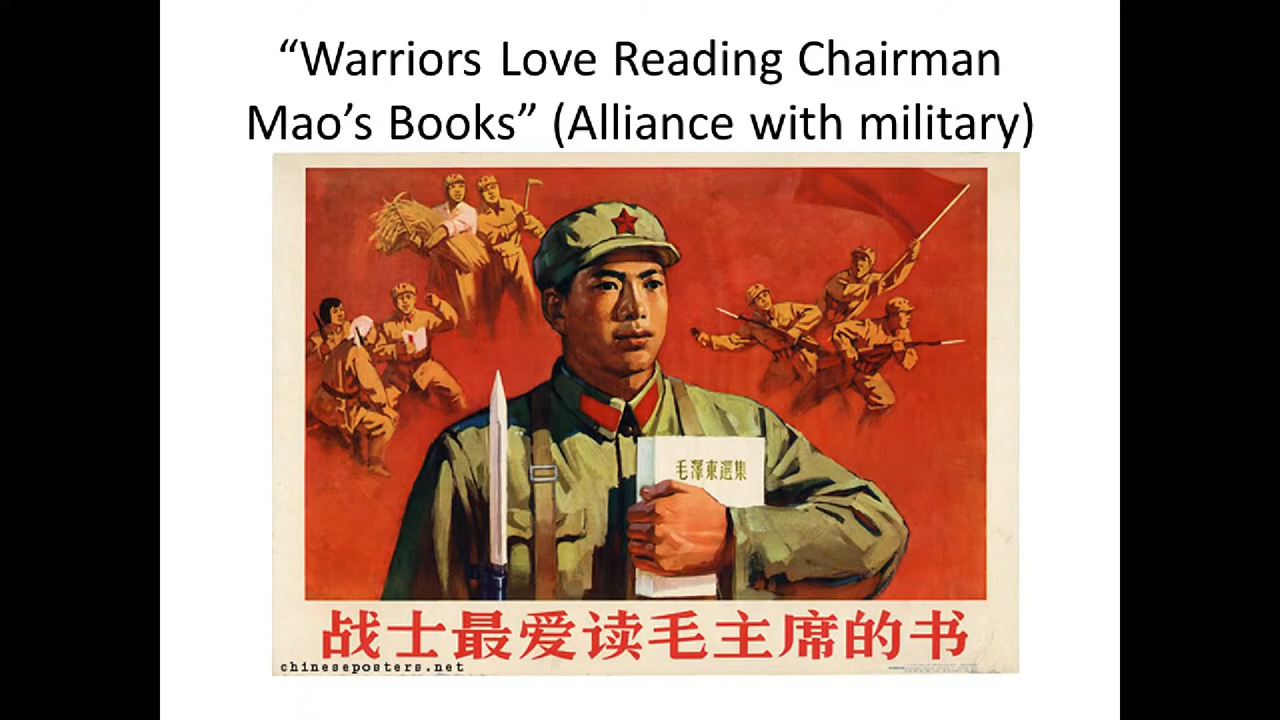 “Warriors Love Reading Chairman
Mao’s Books” (Alliance with military)
毛澤東選集
战士最爱读毛主席的书
chineseposters.net